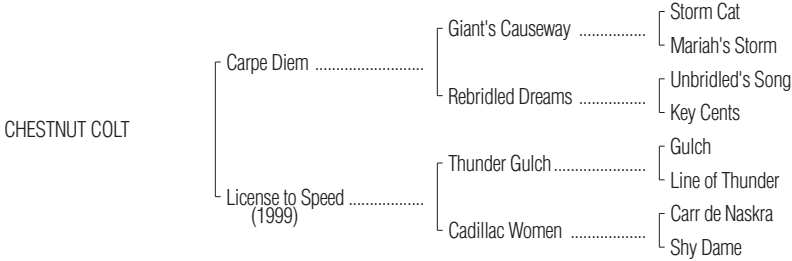 Storm Cat
Giant's Causeway ................
Mariah's Storm
Carpe Diem ..........................
Unbridled's Song
Rebridled Dreams ................
Key Cents
CHESTNUT COLT
Gulch
Thunder Gulch......................
Line of Thunder
License to Speed ..................
(1999)
Carr de Naskra
Cadillac Women ..................
Shy Dame